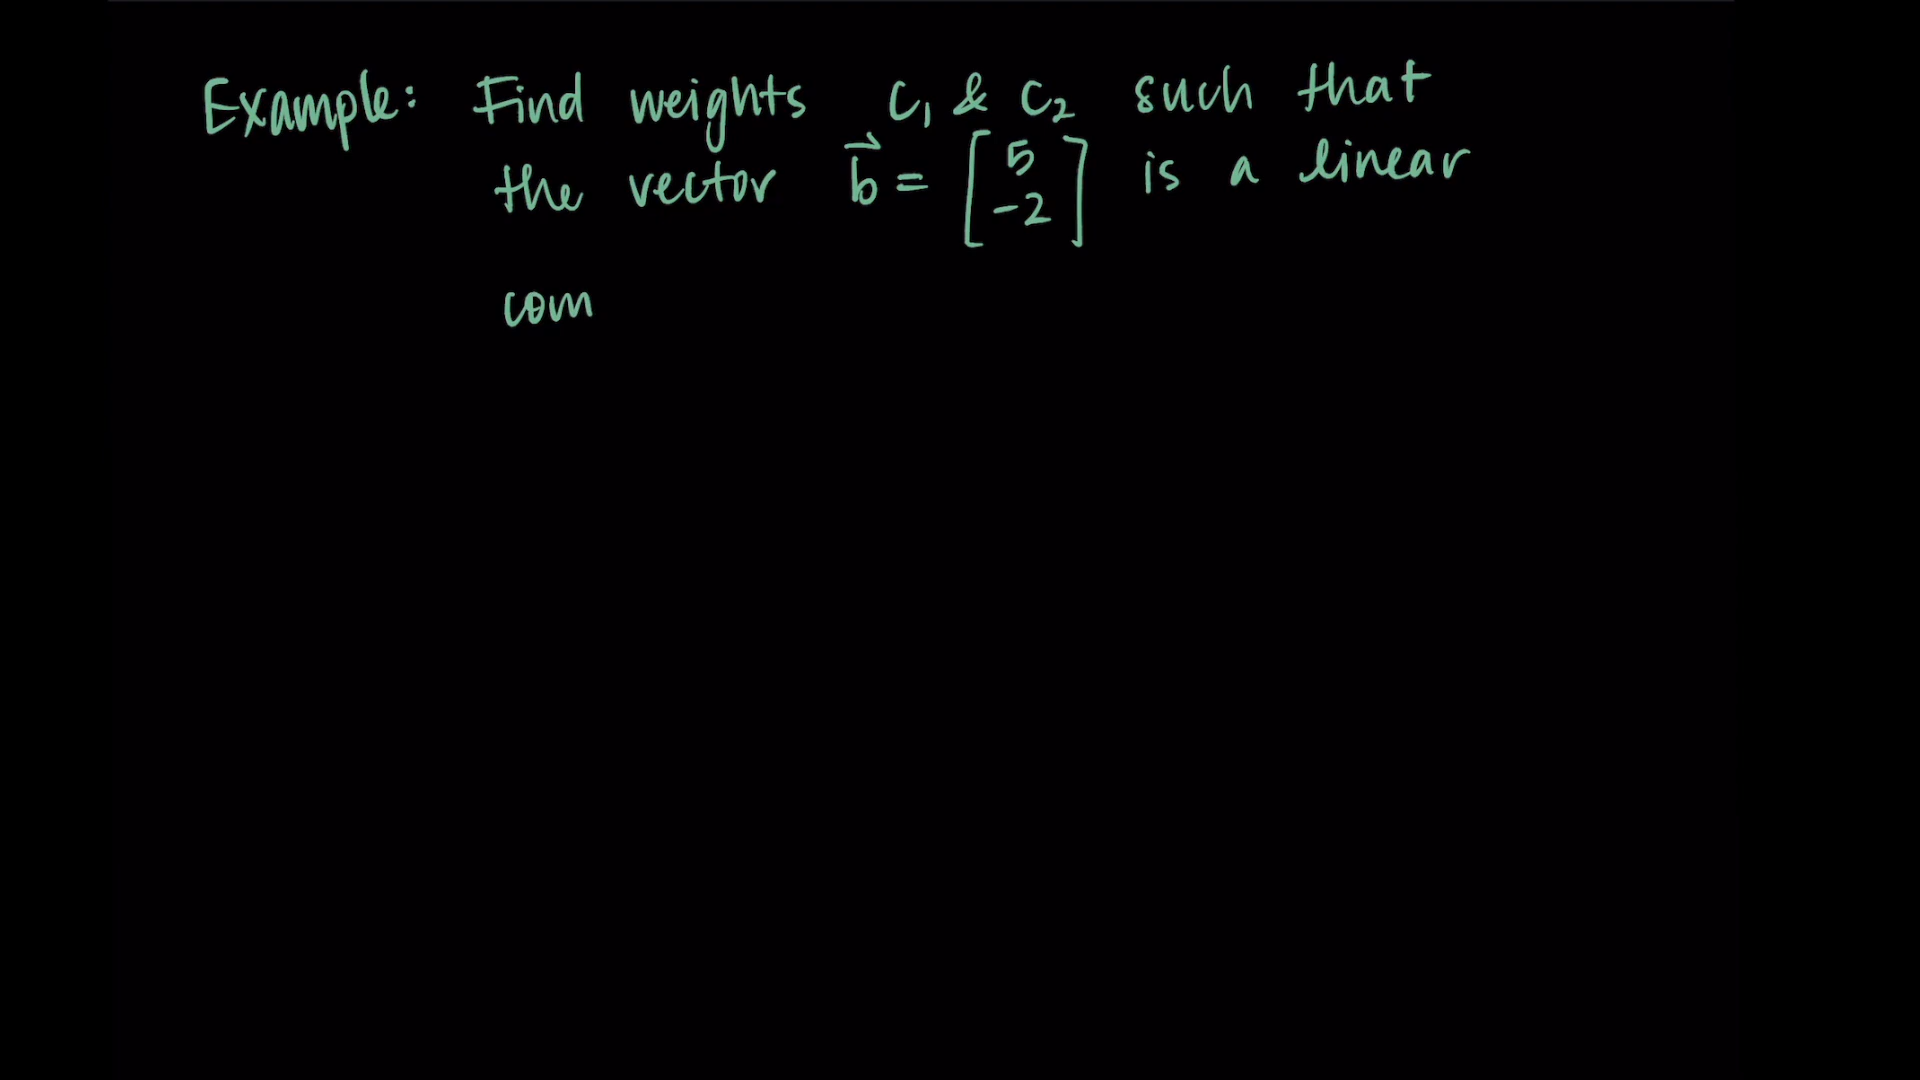 Example: Find weights c₁ & c₂ such that
the vector b⃗ = [5 -2] is a linear
com